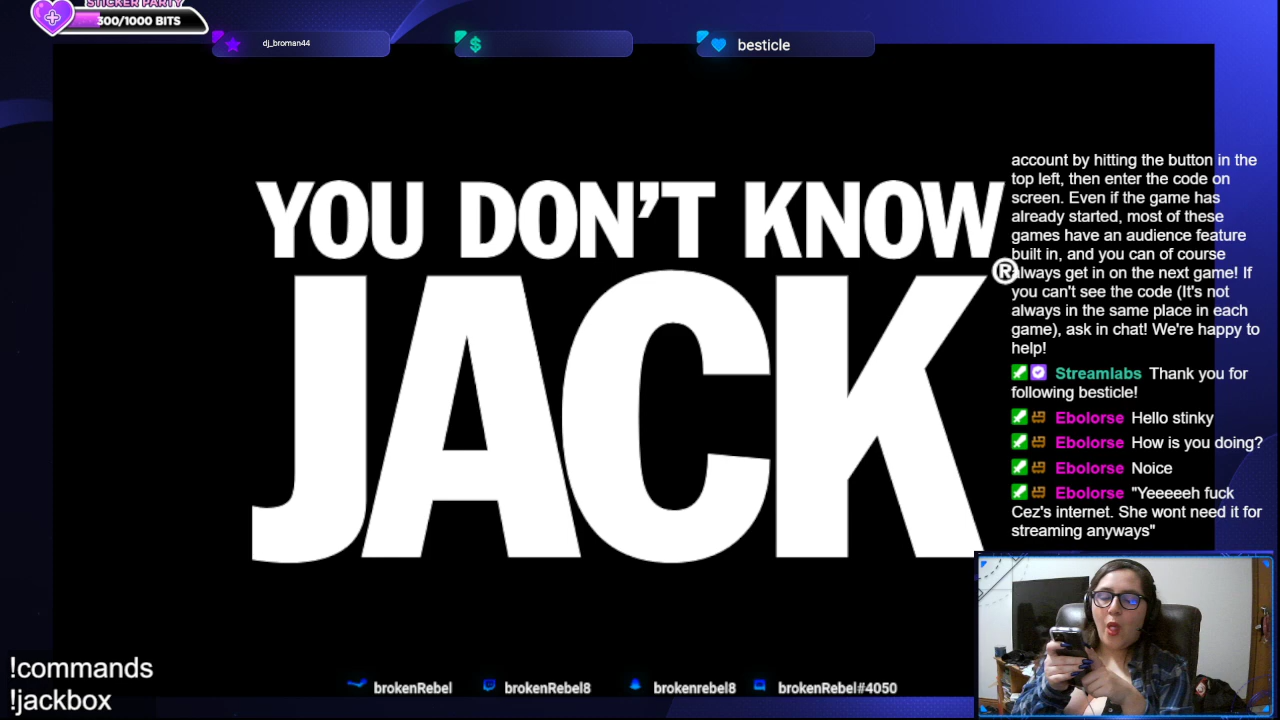 STICKER PARTY
300/1000 BITS
dj_broman44
$
besticle
YOU DON'T KNOW
JACK®
account by hitting the button in the
top left, then enter the code on
screen. Even if the game has
already started, most of these
games have an audience feature
built in, and you can of course
always get in on the next game! If
you can't see the code (It's not
always in the same place in each
game), ask in chat! We're happy to
help!
Streamlabs Thank you for
following besticle!
Ebolorse Hello stinky
Ebolorse How is you doing?
Ebolorse Noice
Ebolorse "Yeeeeeh fuck
Cez's internet. She wont need it for
streaming anyways"
!commands
!jackbox
brokenRebel brokenRebel8 brokenrebel8 brokenRebel#4050